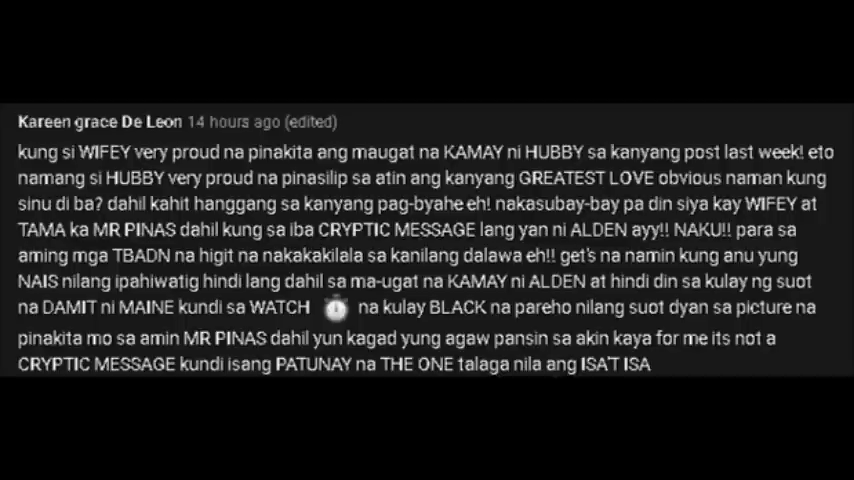 Kareen grace De Leon 14 hours ago (edited)
kung si WIFEY very proud na pinakita ang maugat na KAMAY ni HUBBY sa kanyang post last week! eto
namang si HUBBY very proud na pinasilip sa atin ang kanyang GREATEST LOVE obvious naman kung
sinu di ba? dahil kahit hanggang sa kanyang pag-byahe eh! nakasubay-bay pa din siya kay WIFEY at
TAMA ka MR PINAS dahil kung sa iba CRYPTIC MESSAGE lang yan ni ALDEN ayy!! NAKU!! para sa
aming mga TBADN na higit na nakakakilala sa kanilang dalawa eh!! get's na namin kung anu yung
NAIS nilang ipahiwatig hindi lang dahil sa ma-ugat na KAMAY ni ALDEN at hindi din sa kulay ng suot
na DAMIT ni MAINE kundi sa WATCH ⏱ na kulay BLACK na pareho nilang suot dyan sa picture na
pinakita mo sa amin MR PINAS dahil yun kagad yung agaw pansin sa akin kaya for me its not a
CRYPTIC MESSAGE kundi isang PATUNAY na THE ONE talaga nila ang ISA'T ISA